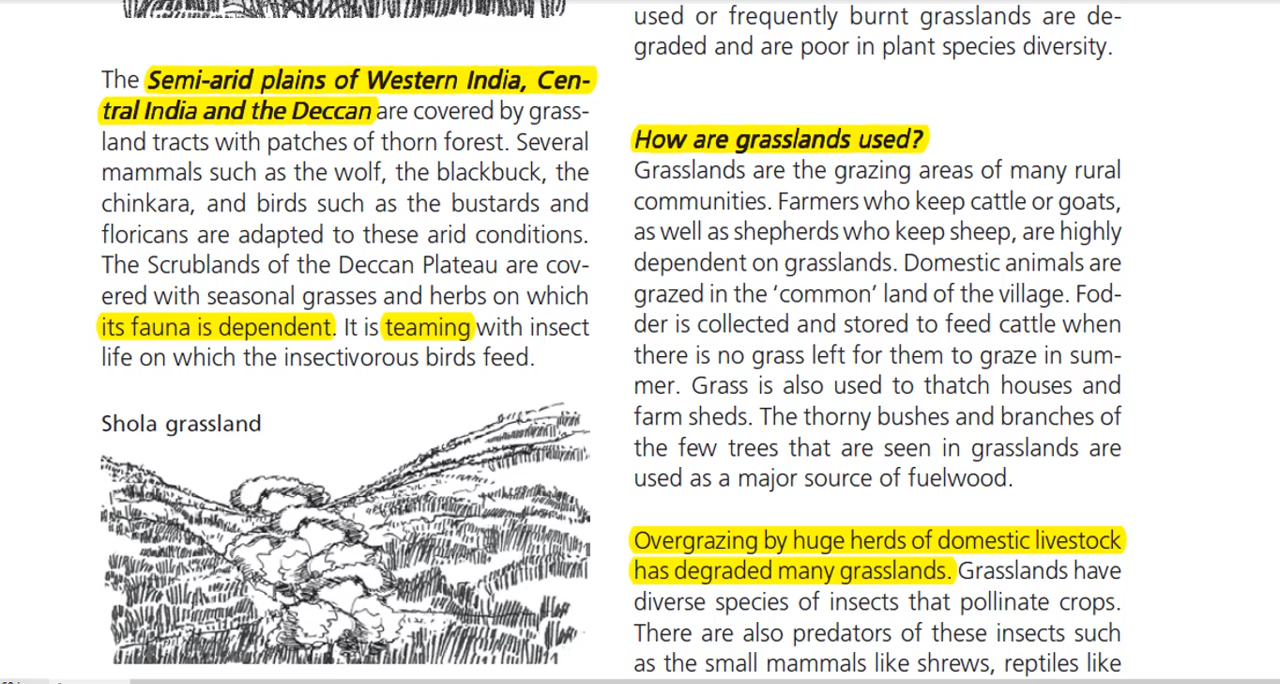 The Semi-arid plains of Western India, Cen-
tral India and the Deccan are covered by grass-
land tracts with patches of thorn forest. Several
mammals such as the wolf, the blackbuck, the
chinkara, and birds such as the bustards and
floricans are adapted to these arid conditions.
The Scrublands of the Deccan Plateau are cov-
ered with seasonal grasses and herbs on which
its fauna is dependent. It is teaming with insect
life on which the insectivorous birds feed.
Shola grassland
used or frequently burnt grasslands are de-
graded and are poor in plant species diversity.
How are grasslands used?
Grasslands are the grazing areas of many rural
communities. Farmers who keep cattle or goats,
as well as shepherds who keep sheep, are highly
dependent on grasslands. Domestic animals are
grazed in the ‘common’ land of the village. Fod-
der is collected and stored to feed cattle when
there is no grass left for them to graze in sum-
mer. Grass is also used to thatch houses and
farm sheds. The thorny bushes and branches of
the few trees that are seen in grasslands are
used as a major source of fuelwood.
Overgrazing by huge herds of domestic livestock
has degraded many grasslands. Grasslands have
diverse species of insects that pollinate crops.
There are also predators of these insects such
as the small mammals like shrews, reptiles like